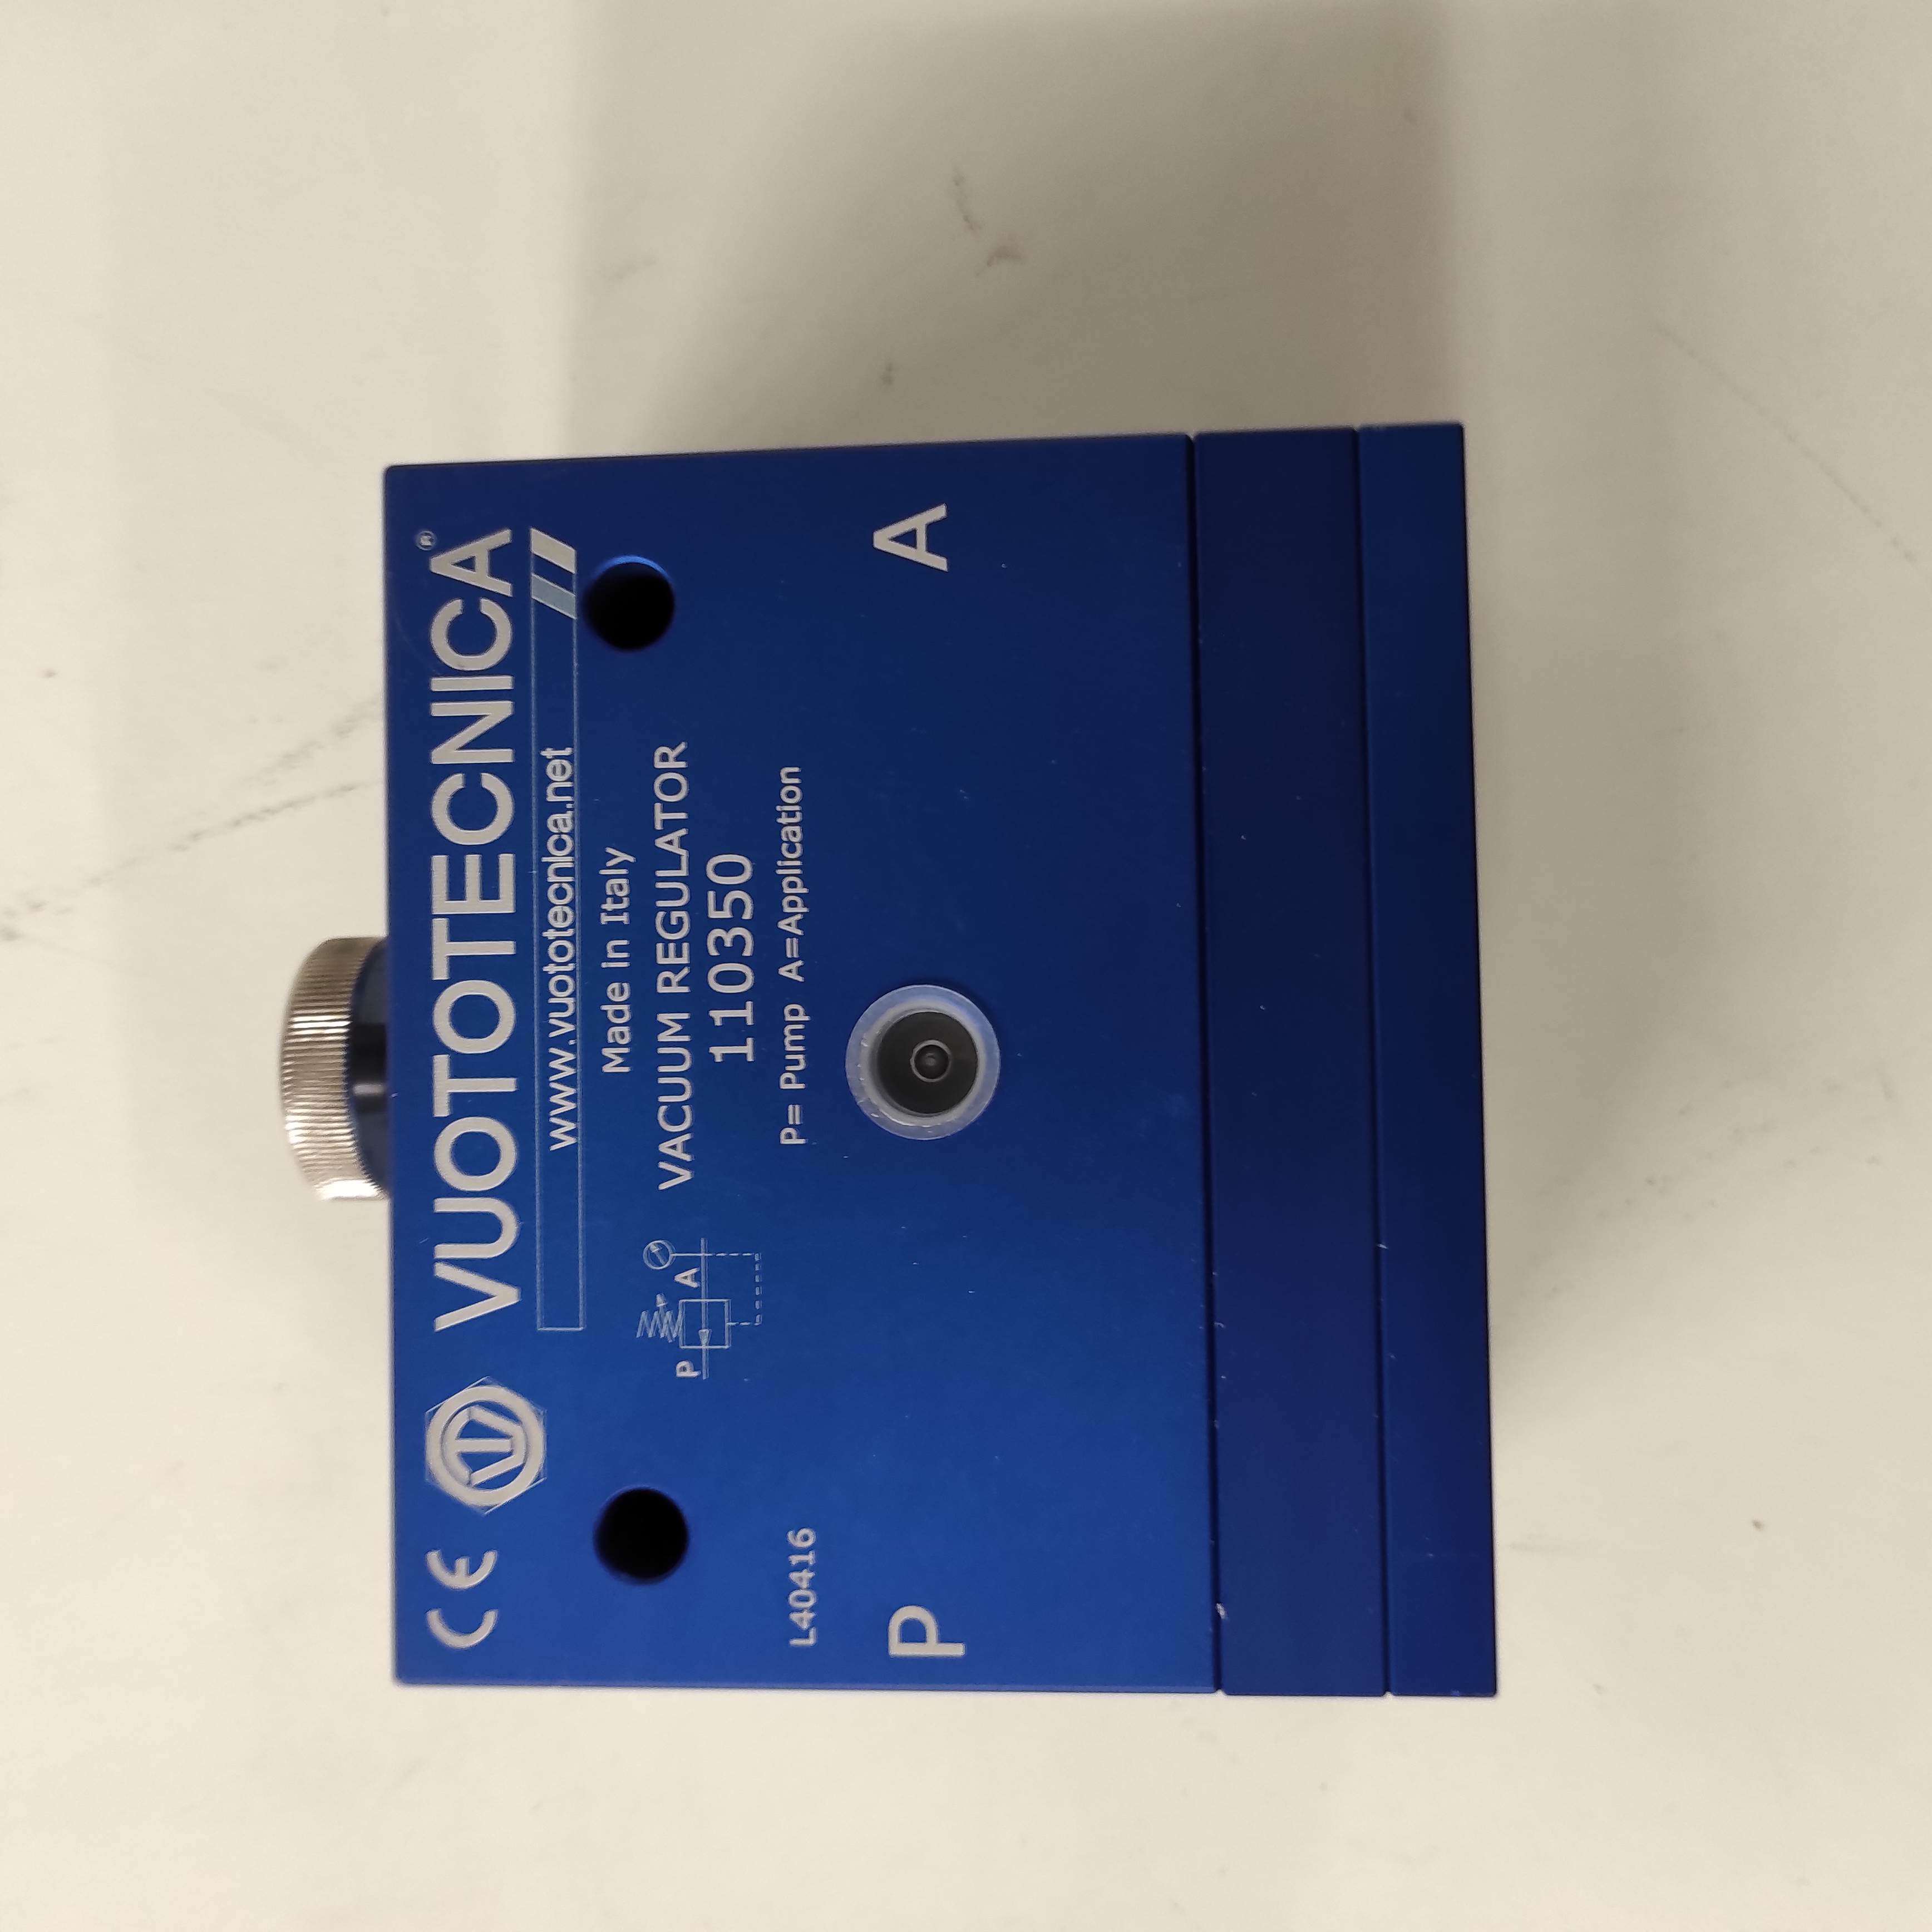 CE VUOTOTECNICA®
www.vuototecnica.net
Made in Italy
VACUUM REGULATOR
110350
P A
P= Pump A=Application
L40416
P A